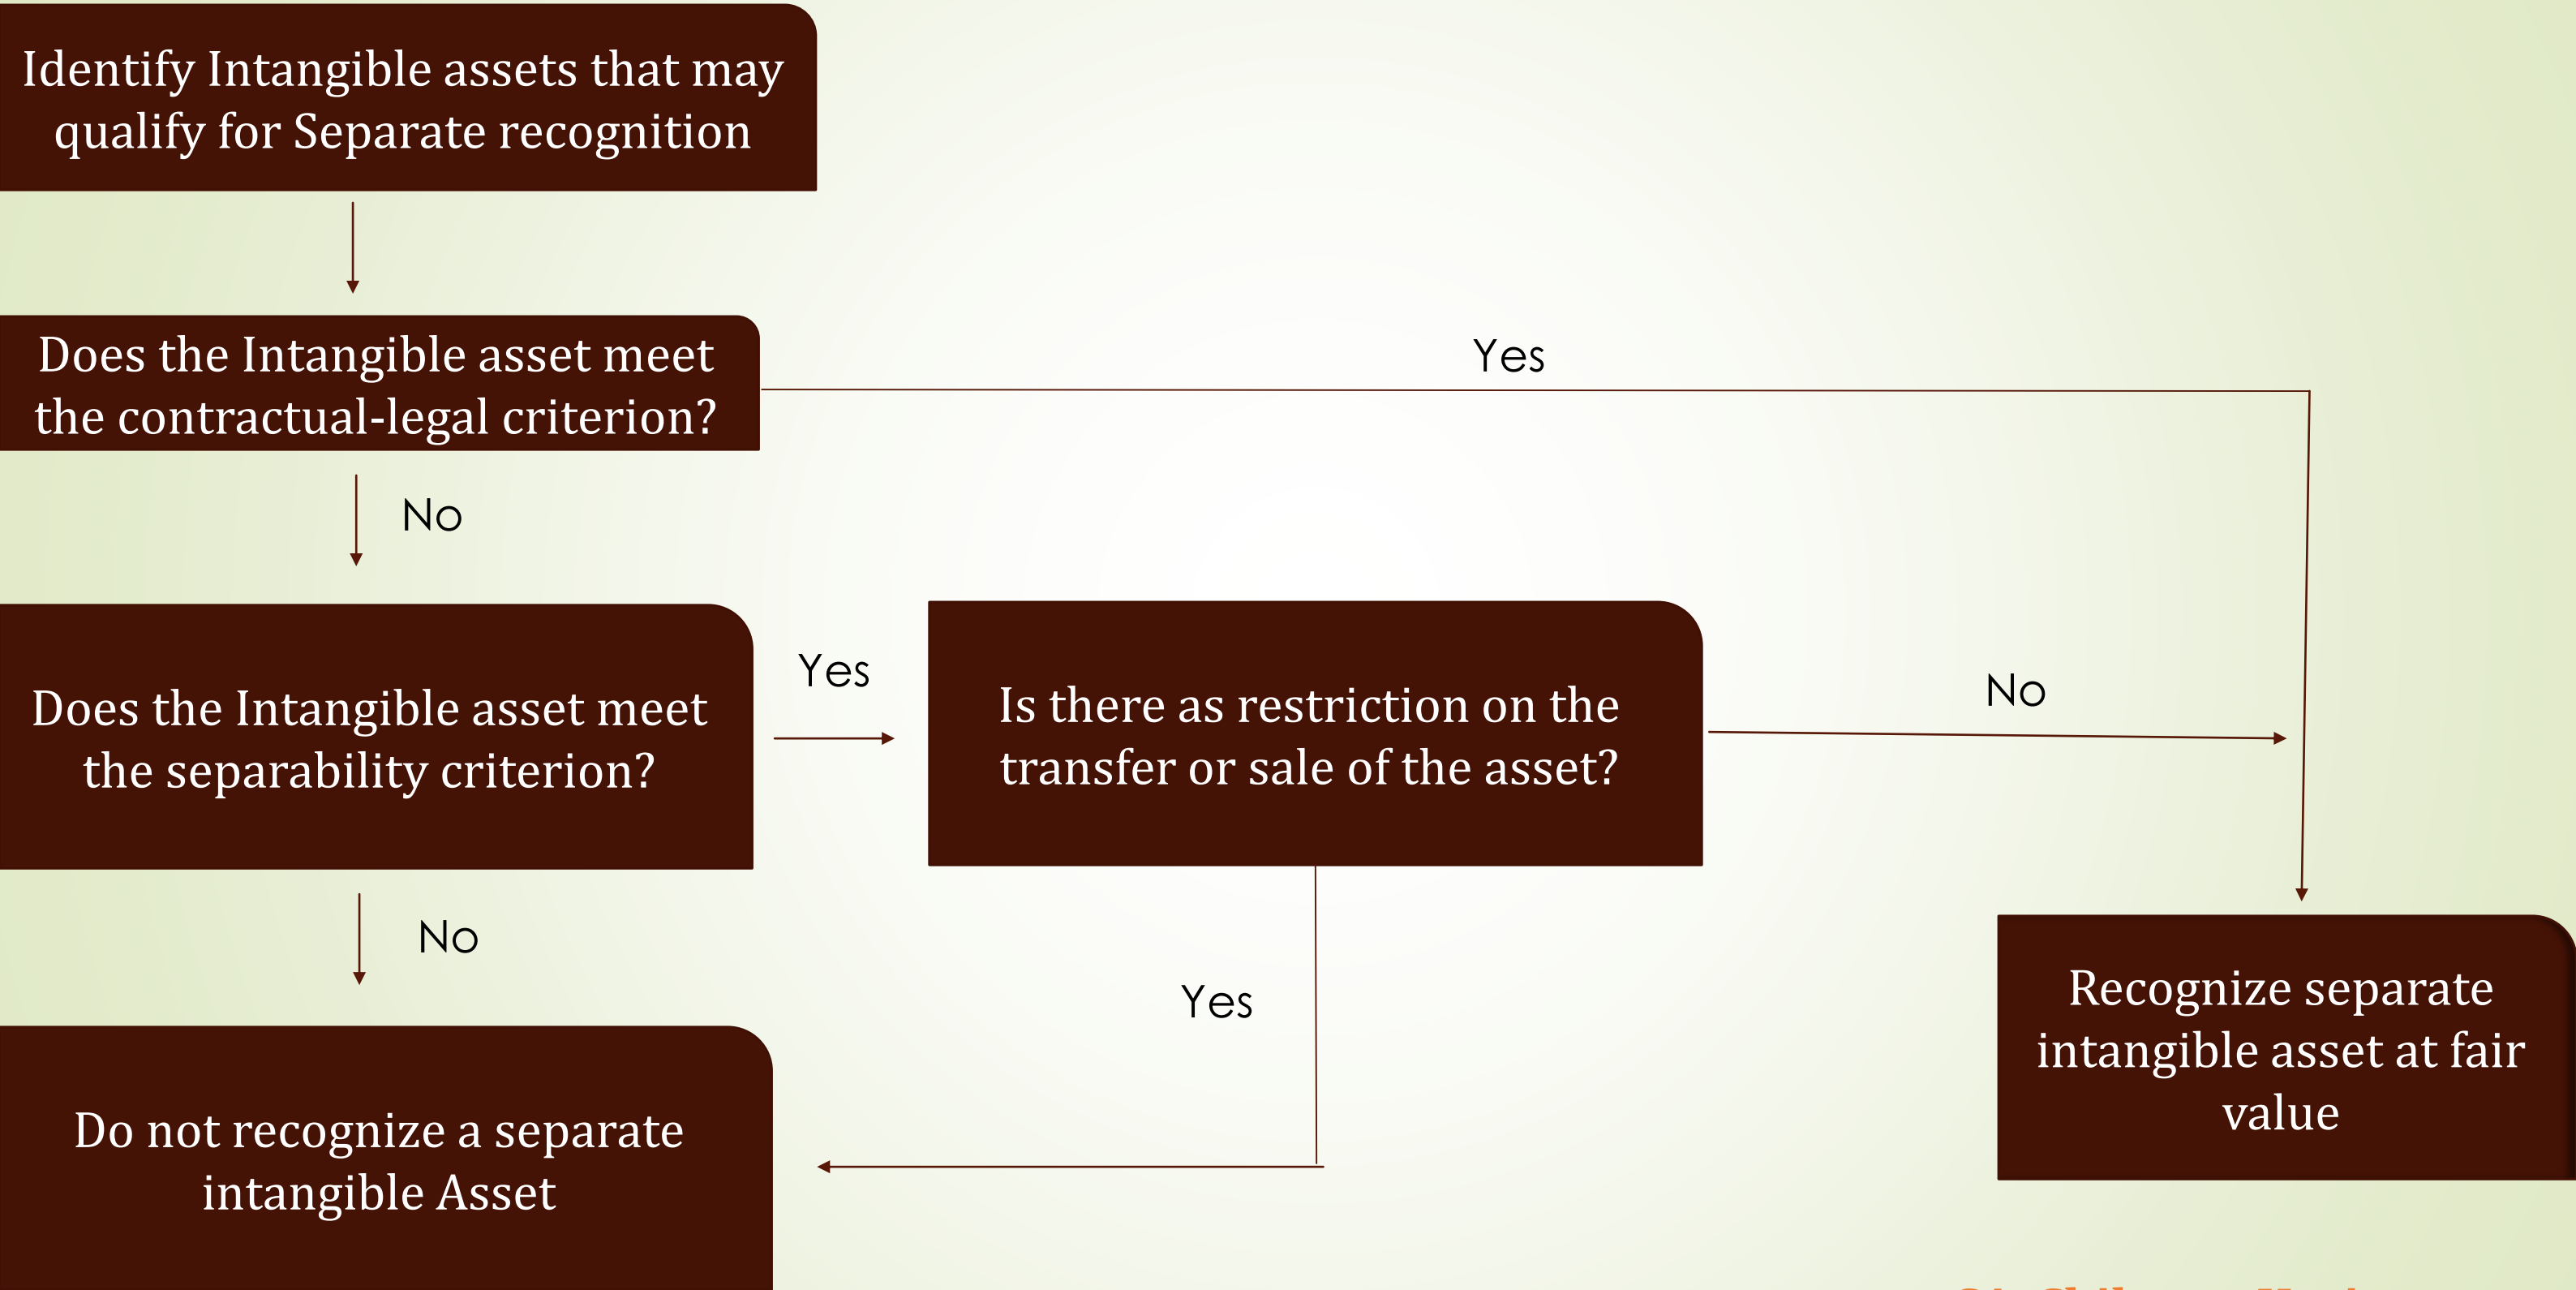 Identify Intangible assets that may
qualify for Separate recognition
Does the Intangible asset meet
the contractual-legal criterion?
Yes
No
Does the Intangible asset meet
the separability criterion?
Yes
Is there as restriction on the
transfer or sale of the asset?
No
No
Yes
Recognize separate
intangible asset at fair
value
Do not recognize a separate
intangible Asset